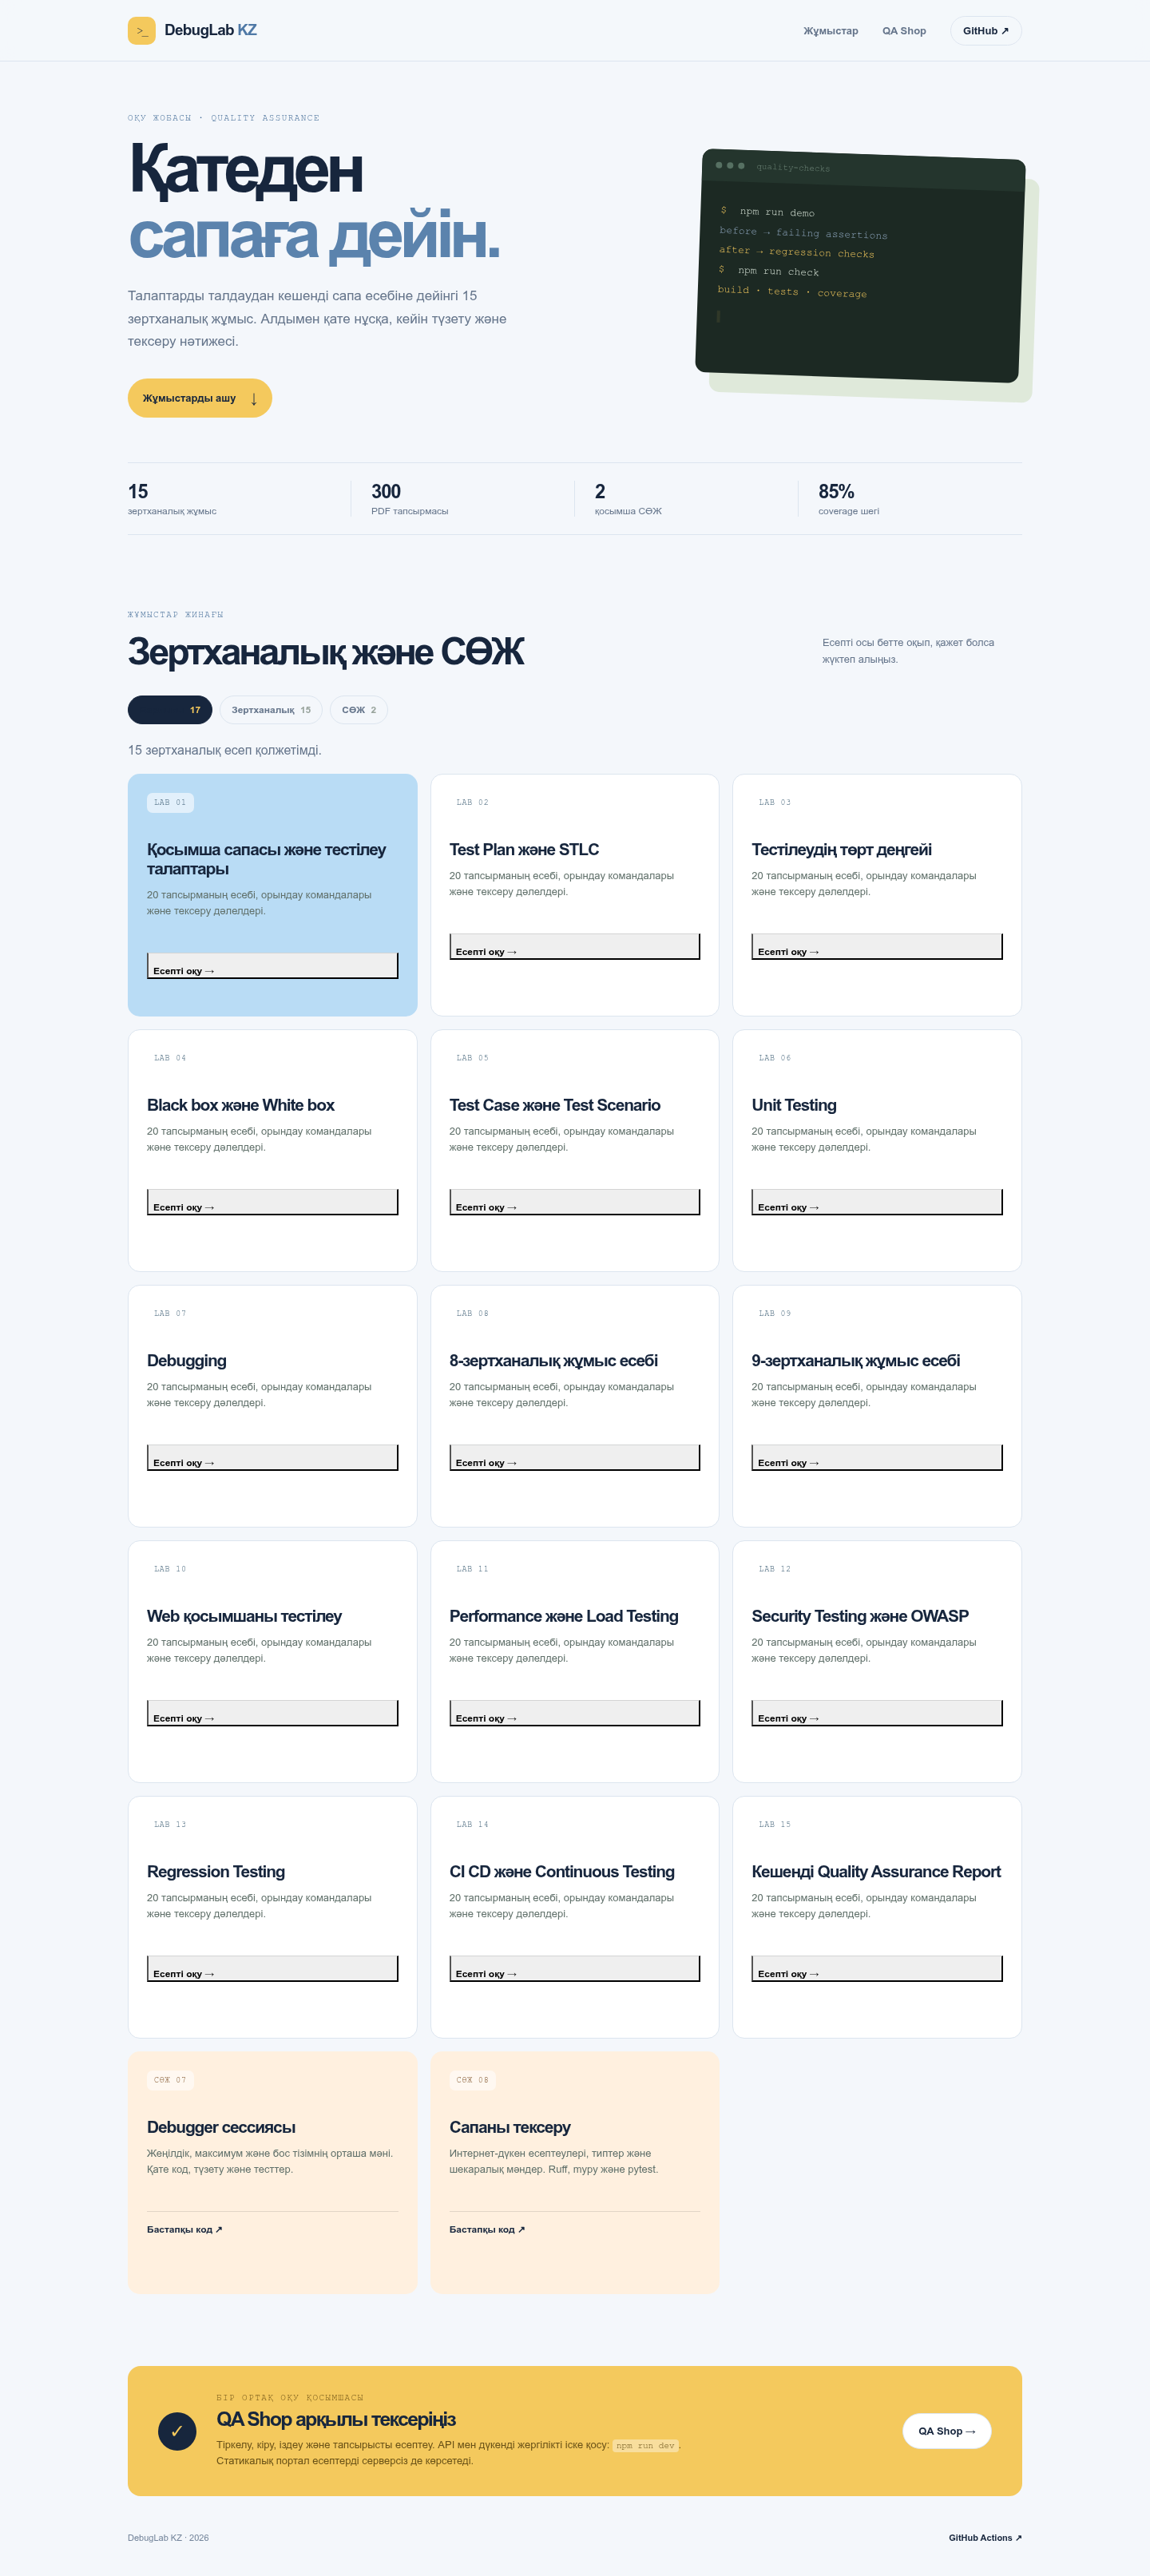 >_ DebugLab KZ
Жұмыстар QA Shop GitHub ↗
ОҚУ ЖОБАСЫ · QUALITY ASSURANCE
Қатеден
сапаға дейін.
Талаптарды талдаудан кешенді сапа есебіне дейінгі 15
зертханалық жұмыс. Алдымен қате нұсқа, кейін түзету және
тексеру нәтижесі.
Жұмыстарды ашу ↓
quality-checks
$ npm run demo
before → failing assertions
after → regression checks
$ npm run check
build · tests · coverage
15
зертханалық жұмыс
300
PDF тапсырмасы
2
қосымша СӨЖ
85%
coverage шегі
ЖҰМЫСТАР ЖИНАҒЫ
Зертханалық және СӨЖ
Есепті осы бетте оқып, қажет болса
жүктеп алыңыз.
17
Зертханалық 15
СӨЖ 2
15 зертханалық есеп қолжетімді.
LAB 01
Қосымша сапасы және тестілеу
талаптары
20 тапсырманың есебі, орындау командалары
және тексеру дәлелдері.
Есепті оқу →
LAB 02
Test Plan және STLC
20 тапсырманың есебі, орындау командалары
және тексеру дәлелдері.
Есепті оқу →
LAB 03
Тестілеудің төрт деңгейі
20 тапсырманың есебі, орындау командалары
және тексеру дәлелдері.
Есепті оқу →
LAB 04
Black box және White box
20 тапсырманың есебі, орындау командалары
және тексеру дәлелдері.
Есепті оқу →
LAB 05
Test Case және Test Scenario
20 тапсырманың есебі, орындау командалары
және тексеру дәлелдері.
Есепті оқу →
LAB 06
Unit Testing
20 тапсырманың есебі, орындау командалары
және тексеру дәлелдері.
Есепті оқу →
LAB 07
Debugging
20 тапсырманың есебі, орындау командалары
және тексеру дәлелдері.
Есепті оқу →
LAB 08
8-зертханалық жұмыс есебі
20 тапсырманың есебі, орындау командалары
және тексеру дәлелдері.
Есепті оқу →
LAB 09
9-зертханалық жұмыс есебі
20 тапсырманың есебі, орындау командалары
және тексеру дәлелдері.
Есепті оқу →
LAB 10
Web қосымшаны тестілеу
20 тапсырманың есебі, орындау командалары
және тексеру дәлелдері.
Есепті оқу →
LAB 11
Performance және Load Testing
20 тапсырманың есебі, орындау командалары
және тексеру дәлелдері.
Есепті оқу →
LAB 12
Security Testing және OWASP
20 тапсырманың есебі, орындау командалары
және тексеру дәлелдері.
Есепті оқу →
LAB 13
Regression Testing
20 тапсырманың есебі, орындау командалары
және тексеру дәлелдері.
Есепті оқу →
LAB 14
CI CD және Continuous Testing
20 тапсырманың есебі, орындау командалары
және тексеру дәлелдері.
Есепті оқу →
LAB 15
Кешенді Quality Assurance Report
20 тапсырманың есебі, орындау командалары
және тексеру дәлелдері.
Есепті оқу →
СӨЖ 07
Debugger сессиясы
Жеңілдік, максимум және бос тізімнің орташа мәні.
Қате код, түзету және тесттер.
Бастапқы код ↗
СӨЖ 08
Сапаны тексеру
Интернет-дүкен есептеулері, типтер және
шекаралық мәндер. Ruff, mypy және pytest.
Бастапқы код ↗
✓
БІР ОРТАҚ ОҚУ ҚОСЫМШАСЫ
QA Shop арқылы тексеріңіз
Тіркелу, кіру, іздеу және тапсырысты есептеу. API мен дүкенді жергілікті іске қосу: npm run dev.
Статикалық портал есептерді серверсіз де көрсетеді.
QA Shop →
DebugLab KZ · 2026
GitHub Actions ↗